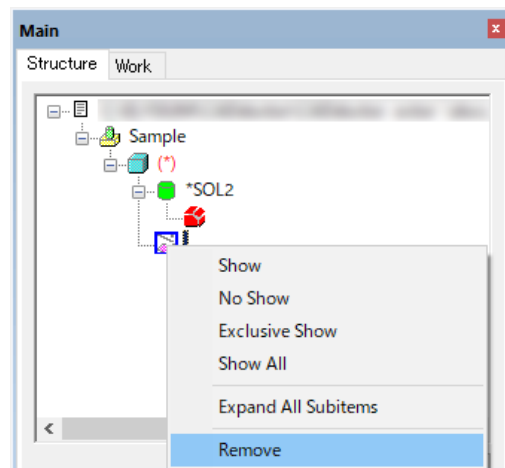 Main
Structure Work
Sample
(*)
*SOL2
Show
No Show
Exclusive Show
Show All
Expand All Subitems
Remove